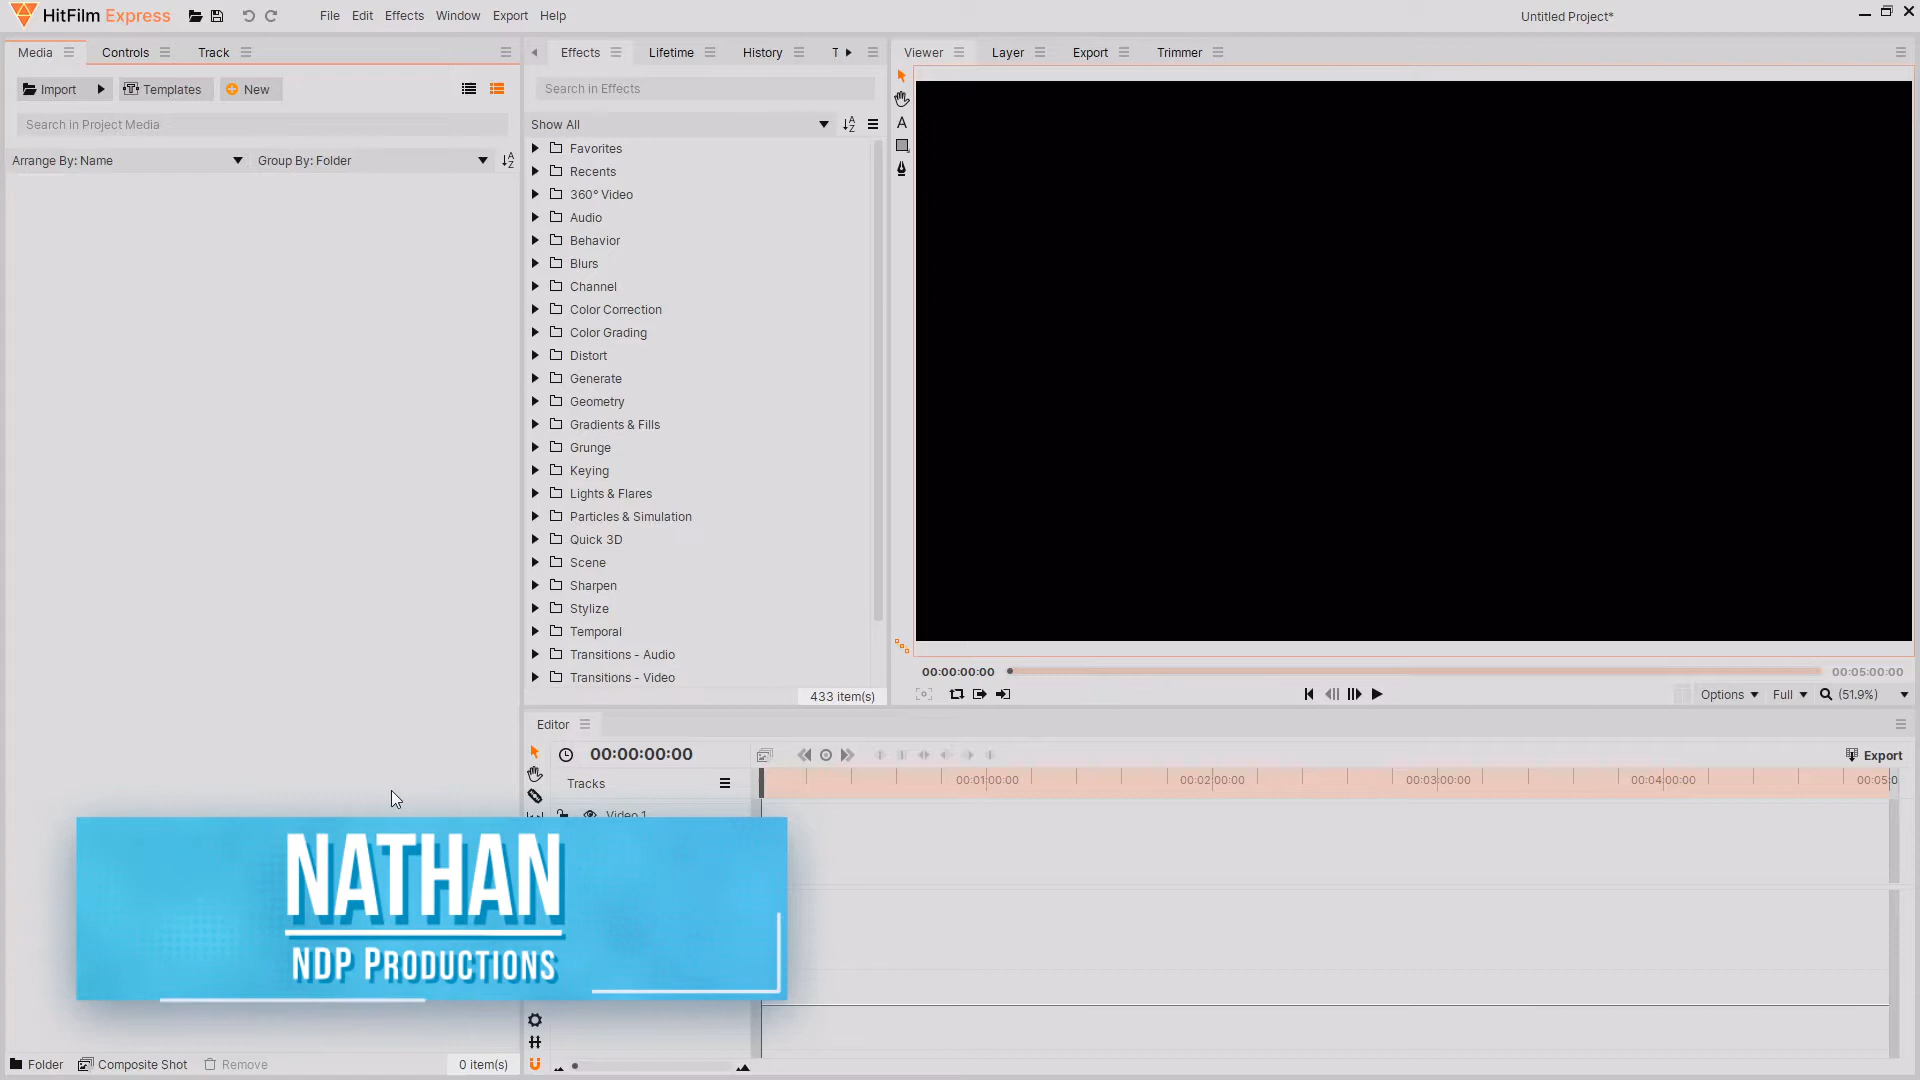 HitFilm Express
File Edit Effects Window Export Help
Untitled Project*
Media Controls Track
Effects Lifetime History T
Viewer Layer Export Trimmer
Import Templates New
Search in Effects
Search in Project Media
Show All
Arrange By: Name Group By: Folder
Favorites
Recents
360° Video
Audio
Behavior
Blurs
Channel
Color Correction
Color Grading
Distort
Generate
Geometry
Gradients & Fills
Grunge
Keying
Lights & Flares
Particles & Simulation
Quick 3D
Scene
Sharpen
Stylize
Temporal
Transitions - Audio
Transitions - Video
433 item(s)
A
00:00:00:00 00:05:00:00
Options Full (51.9%)
Editor
00:00:00:00
Export
Tracks
00:01:00:00 00:02:00:00 00:03:00:00 00:04:00:00 00:05:0
Video 1
NATHAN
NDP PRODUCTIONS
Folder Composite Shot Remove 0 item(s)